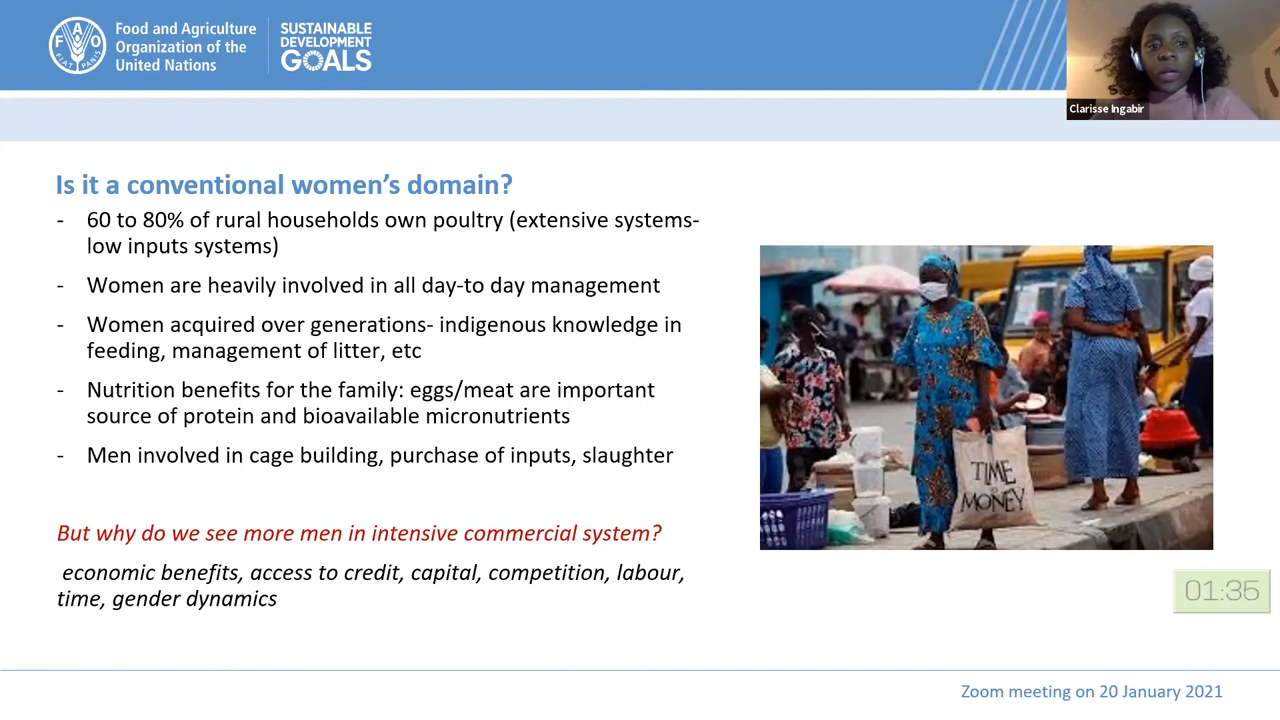 Food and Agriculture
Organization of the
United Nations
FAO
FIAT PANIS
SUSTAINABLE
DEVELOPMENT
GOALS
Clarisse Ingabir
Is it a conventional women's domain?
- 60 to 80% of rural households own poultry (extensive systems-
low inputs systems)
- Women are heavily involved in all day-to day management
- Women acquired over generations- indigenous knowledge in
feeding, management of litter, etc
- Nutrition benefits for the family: eggs/meat are important
source of protein and bioavailable micronutrients
- Men involved in cage building, purchase of inputs, slaughter
But why do we see more men in intensive commercial system?
economic benefits, access to credit, capital, competition, labour,
time, gender dynamics
TIME
MONEY
01:35
Zoom meeting on 20 January 2021